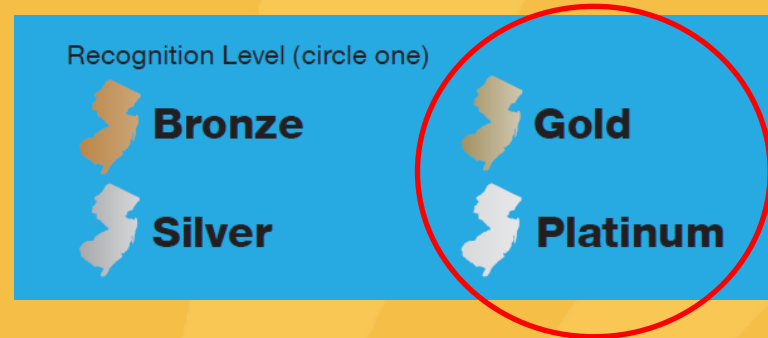 Recognition Level (circle one)
Bronze
Gold
Silver
Platinum